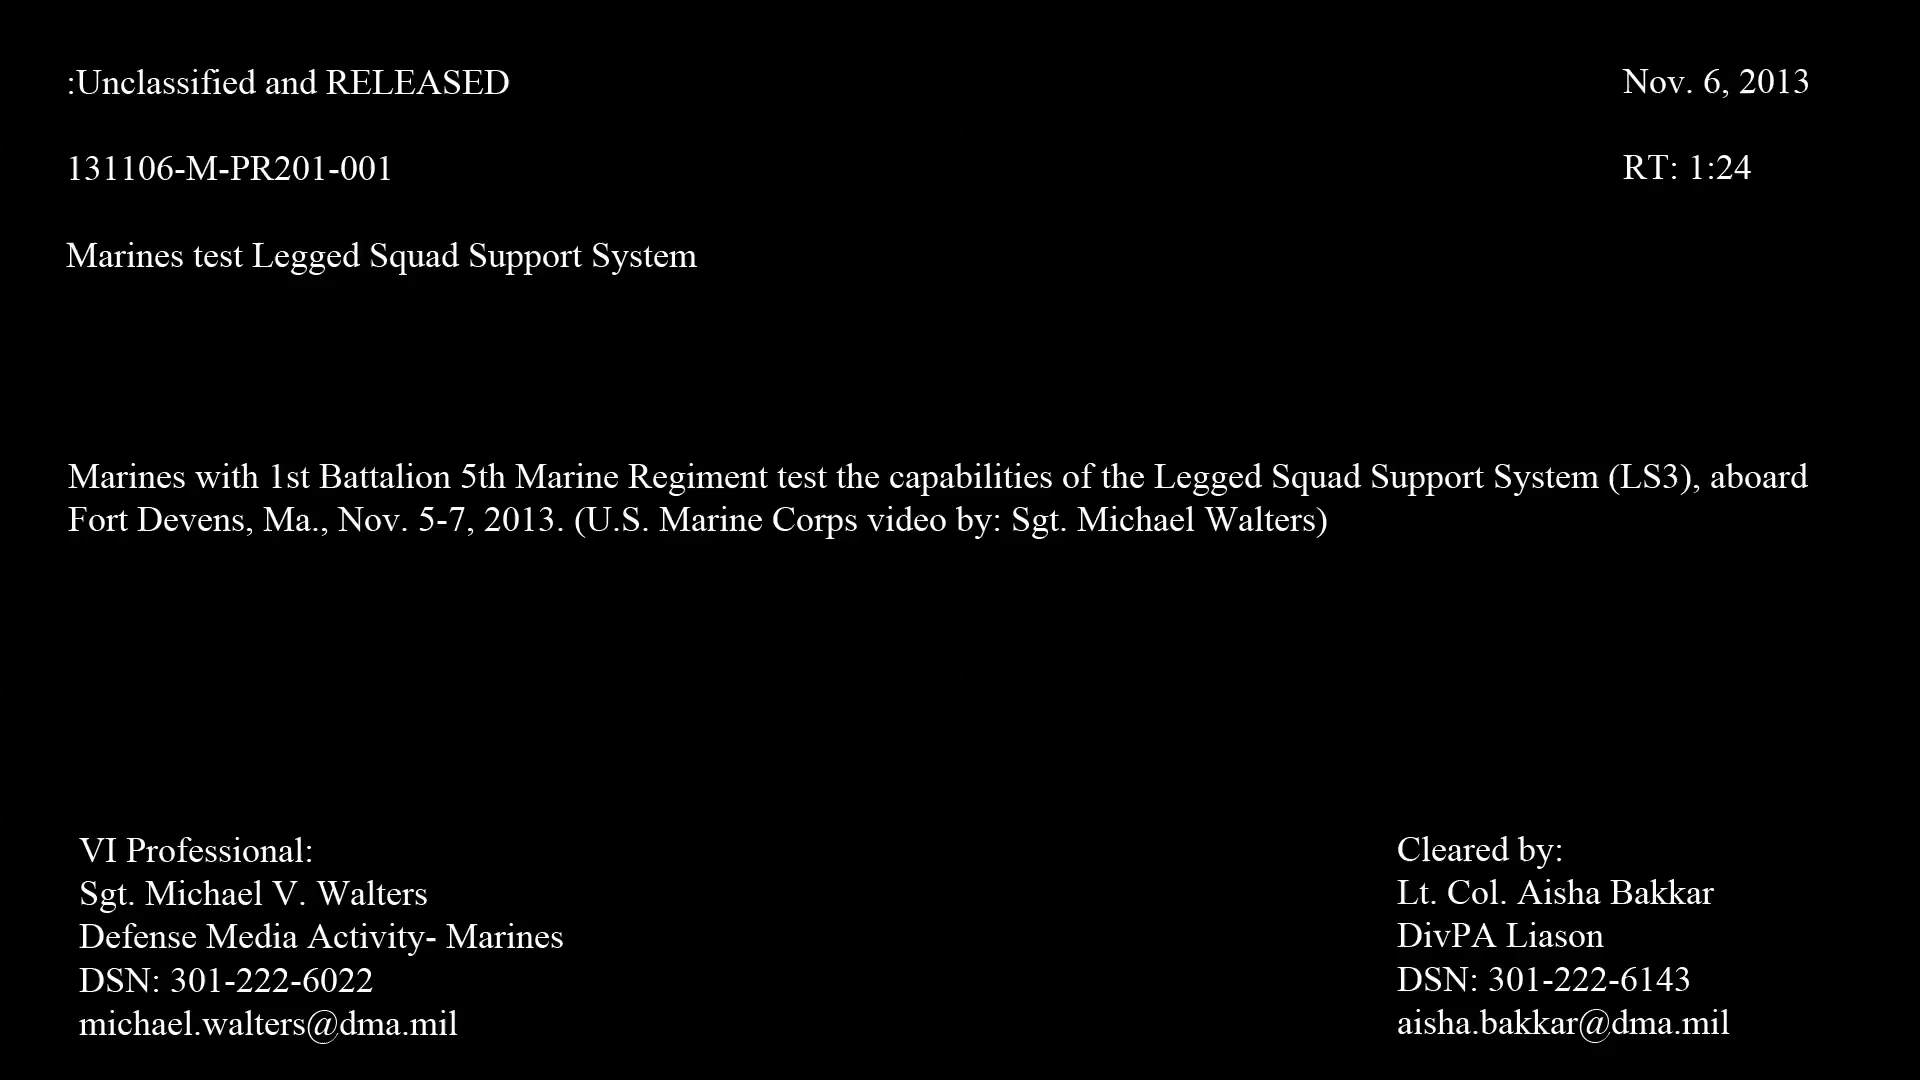 :Unclassified and RELEASED
Nov. 6, 2013
131106-M-PR201-001
RT: 1:24
Marines test Legged Squad Support System
Marines with 1st Battalion 5th Marine Regiment test the capabilities of the Legged Squad Support System (LS3), aboard
Fort Devens, Ma., Nov. 5-7, 2013. (U.S. Marine Corps video by: Sgt. Michael Walters)
VI Professional:
Sgt. Michael V. Walters
Defense Media Activity- Marines
DSN: 301-222-6022
michael.walters@dma.mil
Cleared by:
Lt. Col. Aisha Bakkar
DivPA Liason
DSN: 301-222-6143
aisha.bakkar@dma.mil